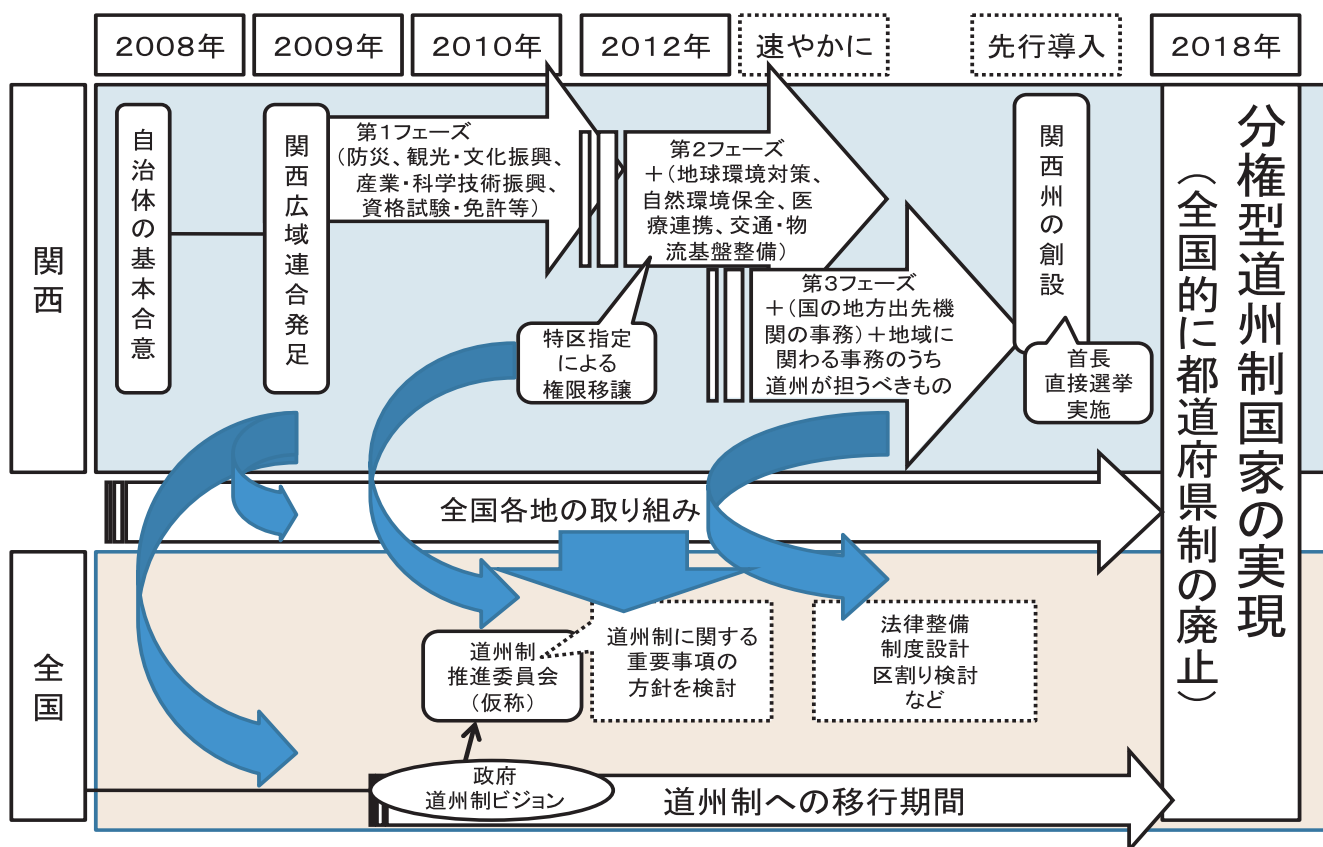 2008年
2009年
2010年
2012年
速やかに
先行導入
2018年
関西
自治体の基本合意
関西広域連合発足
第1フェーズ
(防災、観光・文化振興、
産業・科学技術振興、
資格試験・免許等)
第2フェーズ
+(地球環境対策、
自然環境保全、医
療連携、交通・物
流基盤整備)
特区指定
による
権限移譲
第3フェーズ
+(国の地方出先機
関の事務)+地域に
関わる事務のうち
道州が担うべきもの
関西州の創設
首長
直接選挙
実施
分権型道州制国家の実現
(全国的に都道府県制の廃止)
全国各地の取り組み
全国
道州制
推進委員会
(仮称)
道州制に関する
重要事項の
方針を検討
法律整備
制度設計
区割り検討
など
政府
道州制ビジョン
道州制への移行期間